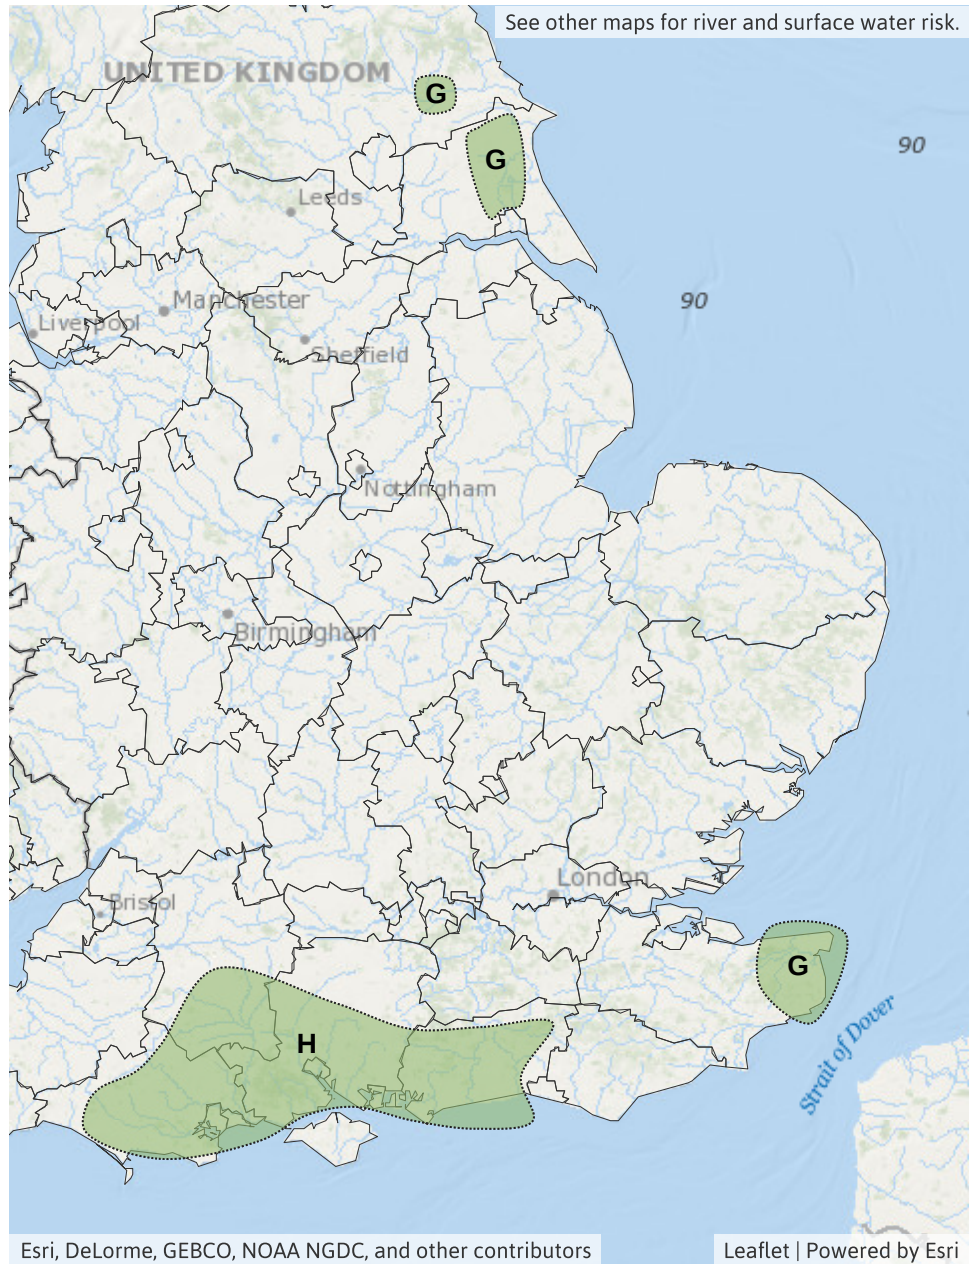 See other maps for river and surface water risk.
UNITED KINGDOM
G
90
G
Leeds
Manchester
90
Liverpool
Sheffield
Nottingham
Birmingham
London
Bristol
G
H
Strait of Dover
Esri, DeLorme, GEBCO, NOAA NGDC, and other contributors
Leaflet | Powered by Esri